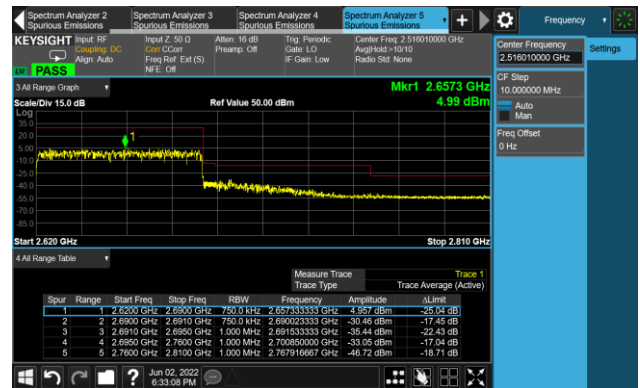 Spectrum Analyzer 2
Spurious Emissions
Spectrum Analyzer 3
Spurious Emissions
Spectrum Analyzer 4
Spurious Emissions
Spectrum Analyzer 5
Spurious Emissions
Frequency
KEYSIGHT
Input: RF
Coupling: DC
Align: Auto
Input Z: 50 Ω
Corr CCorr
Freq Ref: Ext (S)
NFE: Off
Atten: 16 dB
Preamp: Off
Trig: Periodic
Gate: LO
IF Gain: Low
Center Freq: 2.516010000 GHz
Avg|Hold:>10/10
Radio Std: None
PASS
Center Frequency
2.516010000 GHz
Settings
CF Step
10.000000 MHz
Auto
Man
Freq Offset
0 Hz
3 All Range Graph
Mkr1 2.6573 GHz
Scale/Div 15.0 dB
Ref Value 50.00 dBm
4.99 dBm
Log
35.0
20.0
5.00
-10.0
-25.0
-40.0
-55.0
-70.0
-85.0
1
Start 2.620 GHz
Stop 2.810 GHz
4 All Range Table
Measure Trace Trace 1
Trace Type Trace Average (Active)
Spur Range Start Freq Stop Freq RBW Frequency Amplitude ΔLimit
1 1 2.6200 GHz 2.6900 GHz 750.0 kHz 2.657333333 GHz 4.957 dBm -25.04 dB
2 2 2.6900 GHz 2.6910 GHz 750.0 kHz 2.690023333 GHz -30.46 dBm -17.45 dB
3 3 2.6910 GHz 2.6950 GHz 1.000 MHz 2.691533333 GHz -35.44 dBm -22.43 dB
4 4 2.6950 GHz 2.7600 GHz 1.000 MHz 2.700850000 GHz -33.05 dBm -17.04 dB
5 5 2.7600 GHz 2.8100 GHz 1.000 MHz 2.767916667 GHz -46.72 dBm -18.71 dB
Jun 02, 2022
6:33:08 PM